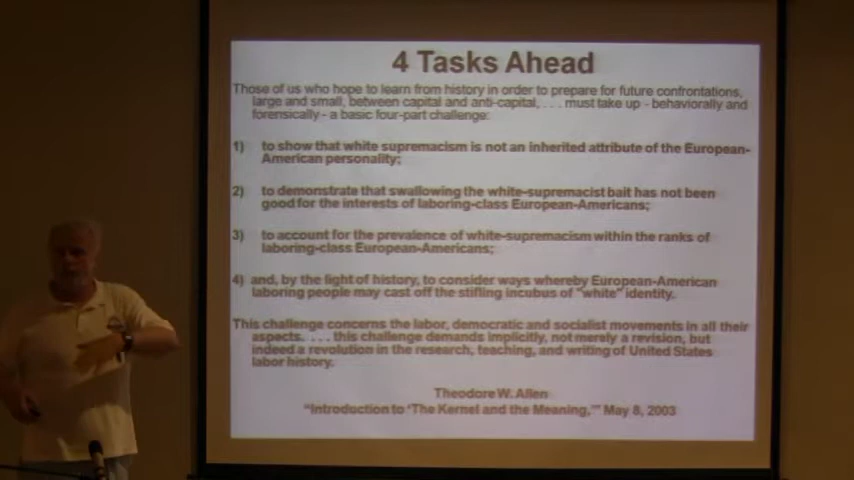 4 Tasks Ahead
Those of us who hope to learn from history in order to prepare for future confrontations,
large and small, between capital and anti-capital, . . . must take up - behaviorally and
forensically - a basic four-part challenge:
1) to show that white supremacism is not an inherited attribute of the European-
American personality;
2) to demonstrate that swallowing the white-supremacist bait has not been
good for the interests of laboring-class European-Americans;
3) to account for the prevalence of white-supremacism within the ranks of
laboring-class European-Americans;
4) and, by the light of history, to consider ways whereby European-American
laboring people may cast off the stifling incubus of "white" identity.
This challenge concerns the labor, democratic and socialist movements in all their
aspects. . . . this challenge demands implicitly, not merely a revision, but
indeed a revolution in the research, teaching, and writing of United States
labor history.
Theodore W. Allen
"Introduction to 'The Kernel and the Meaning,'" May 8, 2003